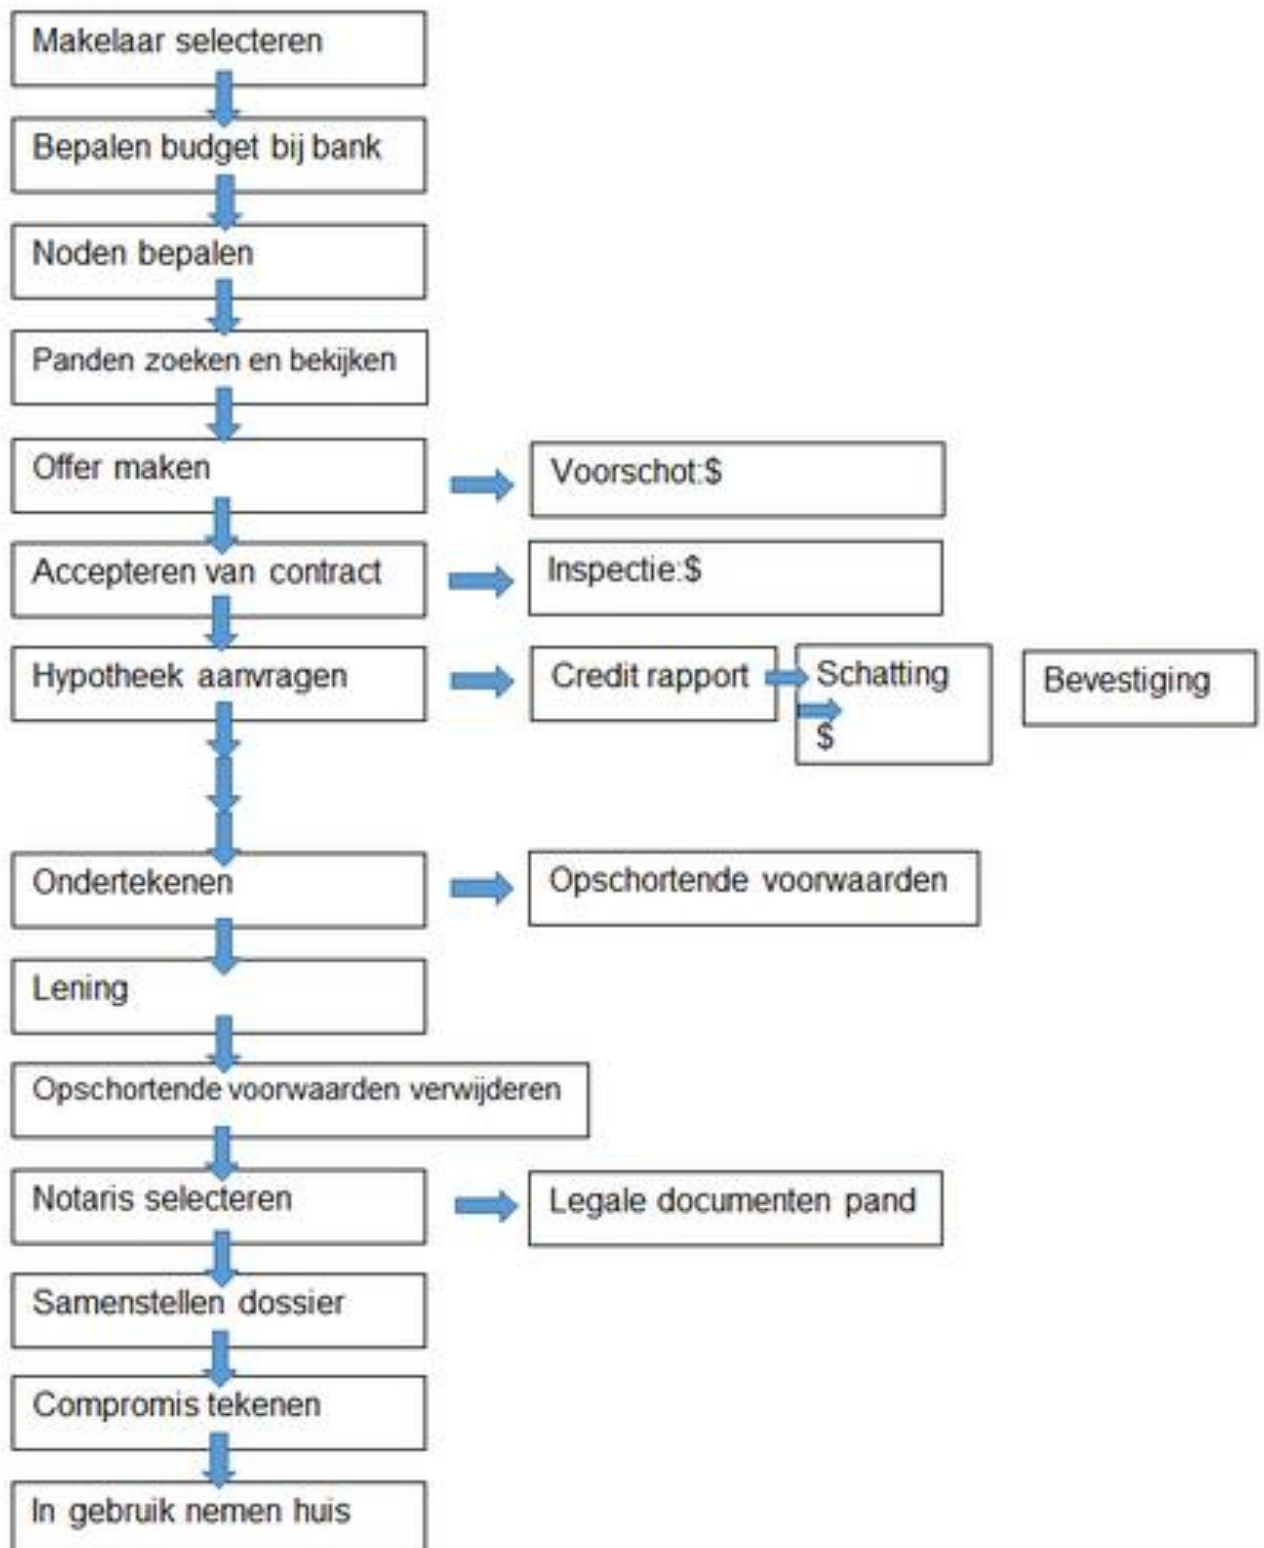 Makelaar selecteren
Bepalen budget bij bank
Noden bepalen
Panden zoeken en bekijken
Offer maken
Voorschot:$
Accepteren van contract
Inspectie:$
Hypotheek aanvragen
Credit rapport
Schatting
$
Bevestiging
Ondertekenen
Opschortende voorwaarden
Lening
Opschortende voorwaarden verwijderen
Notaris selecteren
Legale documenten pand
Samenstellen dossier
Compromis tekenen
In gebruik nemen huis